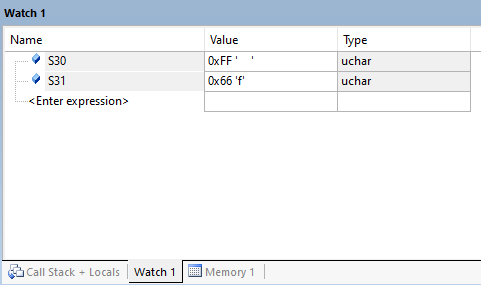 Watch 1
Name Value Type
S30 0xFF ' ' uchar
S31 0x66 'f' uchar
<Enter expression>
Call Stack + Locals Watch 1 Memory 1